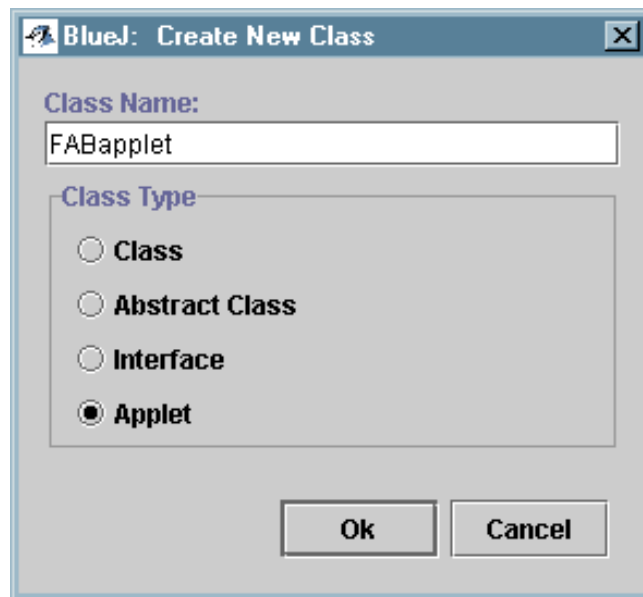 BlueJ: Create New Class
Class Name:
FABapplet
Class Type
Class
Abstract Class
Interface
Applet
Ok Cancel